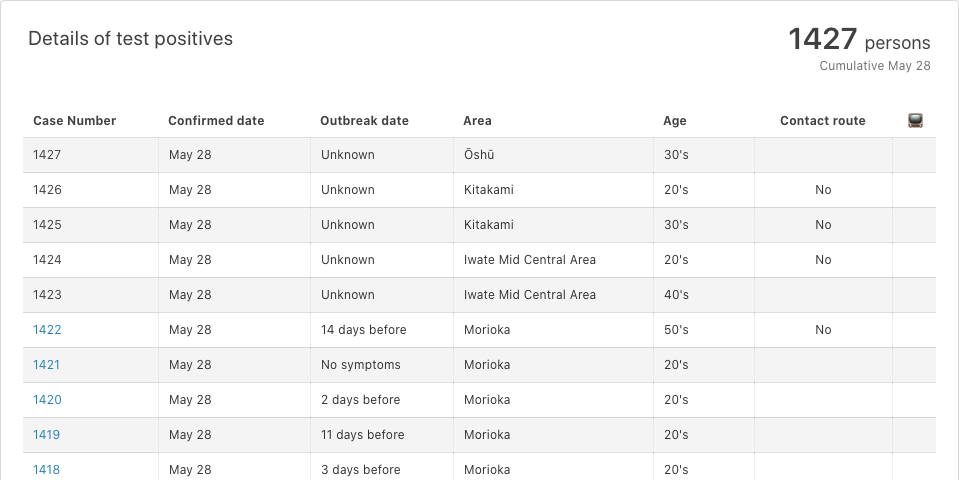 Details of test positives
1427 persons
Cumulative May 28
Case Number Confirmed date Outbreak date Area Age Contact route
1427 May 28 Unknown Ōshū 30's
1426 May 28 Unknown Kitakami 20's No
1425 May 28 Unknown Kitakami 30's No
1424 May 28 Unknown Iwate Mid Central Area 20's No
1423 May 28 Unknown Iwate Mid Central Area 40's
1422 May 28 14 days before Morioka 50's No
1421 May 28 No symptoms Morioka 20's
1420 May 28 2 days before Morioka 20's
1419 May 28 11 days before Morioka 20's
1418 May 28 3 days before Morioka 20's